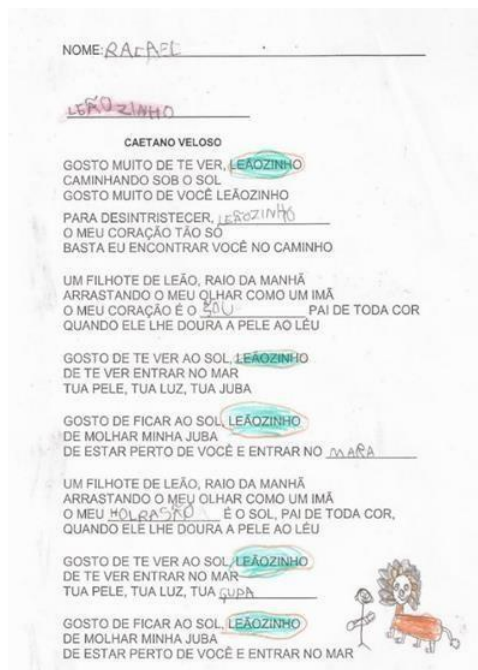 NOME: RAFAEL
LEÃOZINHO
CAETANO VELOSO
GOSTO MUITO DE TE VER, LEÃOZINHO
CAMINHANDO SOB O SOL
GOSTO MUITO DE VOCÊ LEÃOZINHO
PARA DESINTRISTECER, LEÃOZINHO
O MEU CORAÇÃO TÃO SÓ
BASTA EU ENCONTRAR VOCÊ NO CAMINHO
UM FILHOTE DE LEÃO, RAIO DA MANHÃ
ARRASTANDO O MEU OLHAR COMO UM IMÃ
O MEU CORAÇÃO É O SOU PAI DE TODA COR
QUANDO ELE LHE DOURA A PELE AO LÉU
GOSTO DE TE VER AO SOL, LEÃOZINHO
DE TE VER ENTRAR NO MAR
TUA PELE, TUA LUZ, TUA JUBA
GOSTO DE FICAR AO SOL, LEÃOZINHO
DE MOLHAR MINHA JUBA
DE ESTAR PERTO DE VOCÊ E ENTRAR NO MARA
UM FILHOTE DE LEÃO, RAIO DA MANHÃ
ARRASTANDO O MEU OLHAR COMO UM IMÃ
O MEU HOLRASÃO É O SOL, PAI DE TODA COR,
QUANDO ELE LHE DOURA A PELE AO LÉU
GOSTO DE TE VER AO SOL, LEÃOZINHO
DE TE VER ENTRAR NO MAR
TUA PELE, TUA LUZ, TUA GUPA
GOSTO DE FICAR AO SOL, LEÃOZINHO
DE MOLHAR MINHA JUBA
DE ESTAR PERTO DE VOCÊ E ENTRAR NO MAR